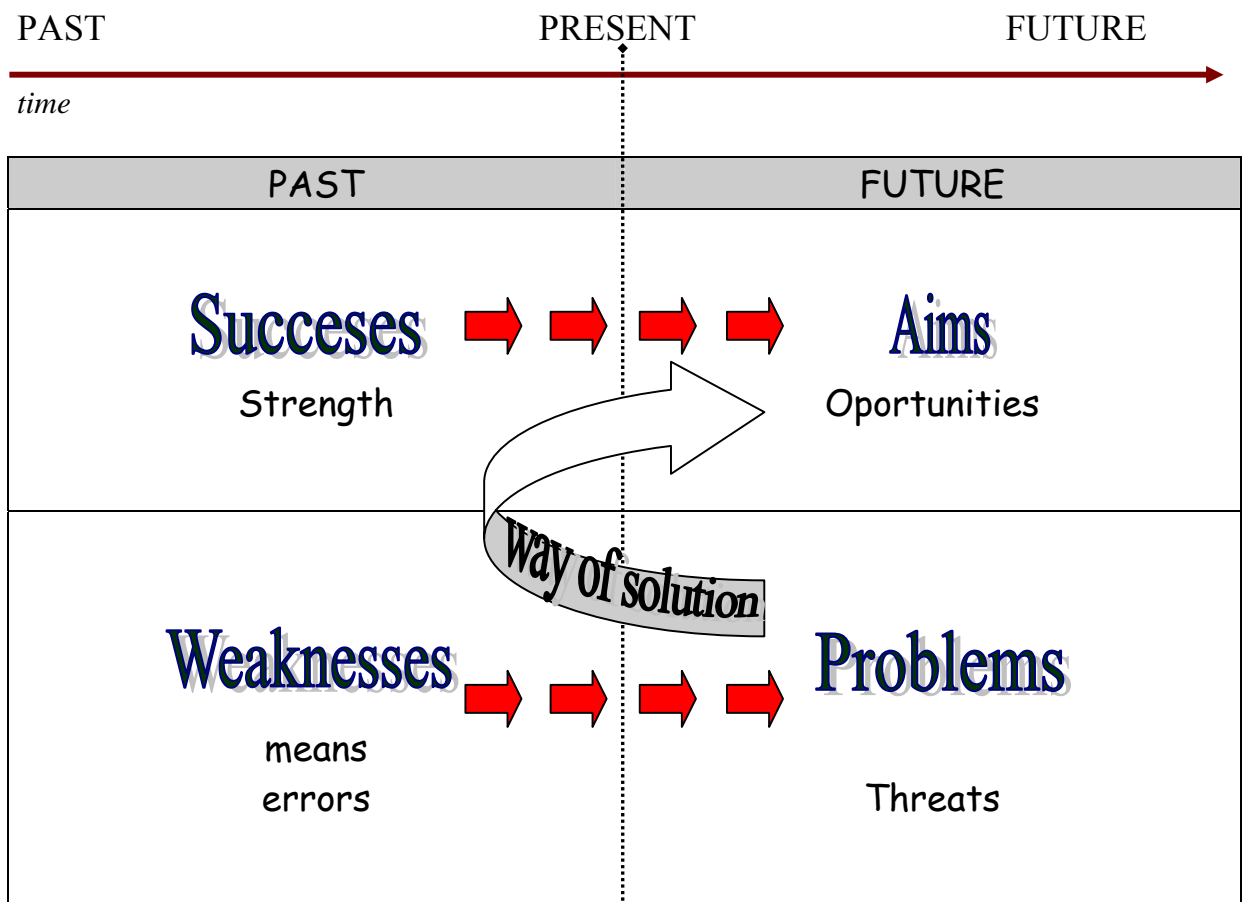 PAST PRESENT FUTURE
time
PAST FUTURE
Succeses Aims
Strength Oportunities
Way of solution
Weaknesses Problems
means
errors Threats